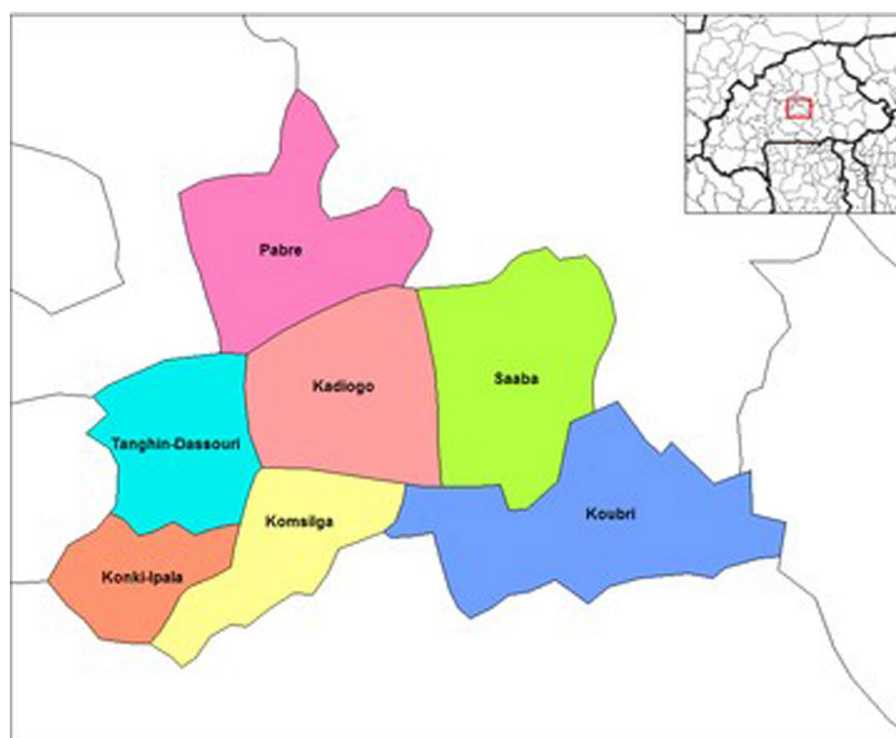 Pabre
Saaba
Kadiogo
Tanghin-Dassouri
Koubri
Komsilga
Konki-Ipala